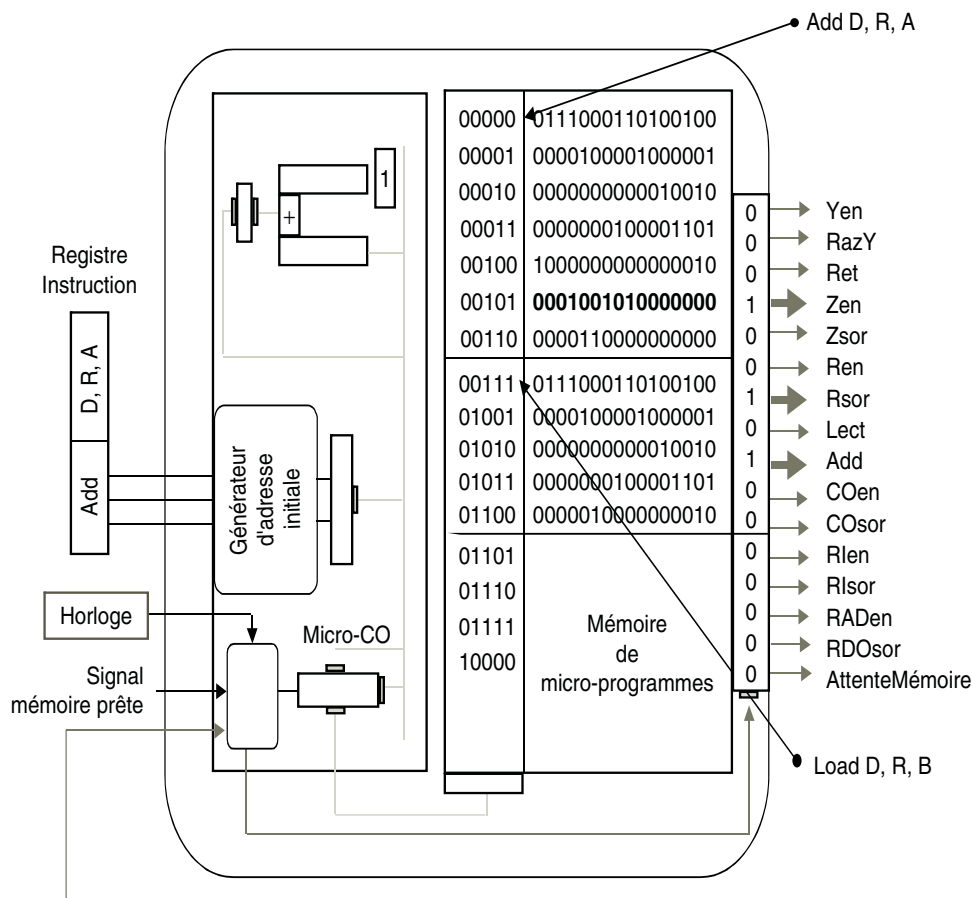 Add D, R, A
00000 0111000110100100
00001 0000100001000001
00010 0000000000010010
00011 0000000100001101
00100 1000000000000010
00101 0001001010000000
00110 0000110000000000
00111 0111000110100100
01001 0000100001000001
01010 0000000000010010
01011 0000000100001101
01100 0000010000000010
01101
01110
01111
10000
Mémoire
de
micro-programmes
1
+
Registre
Instruction
D, R, A
Add
Générateur
d'adresse
initiale
Horloge
Micro-CO
Signal
mémoire prête
0 Yen
0 RazY
0 Ret
1 Zen
0 Zsor
0 Ren
1 Rsor
0 Lect
1 Add
0 COen
0 COsor
0 RIen
0 RIsor
0 RADen
0 RDOsor
0 AttenteMémoire
Load D, R, B